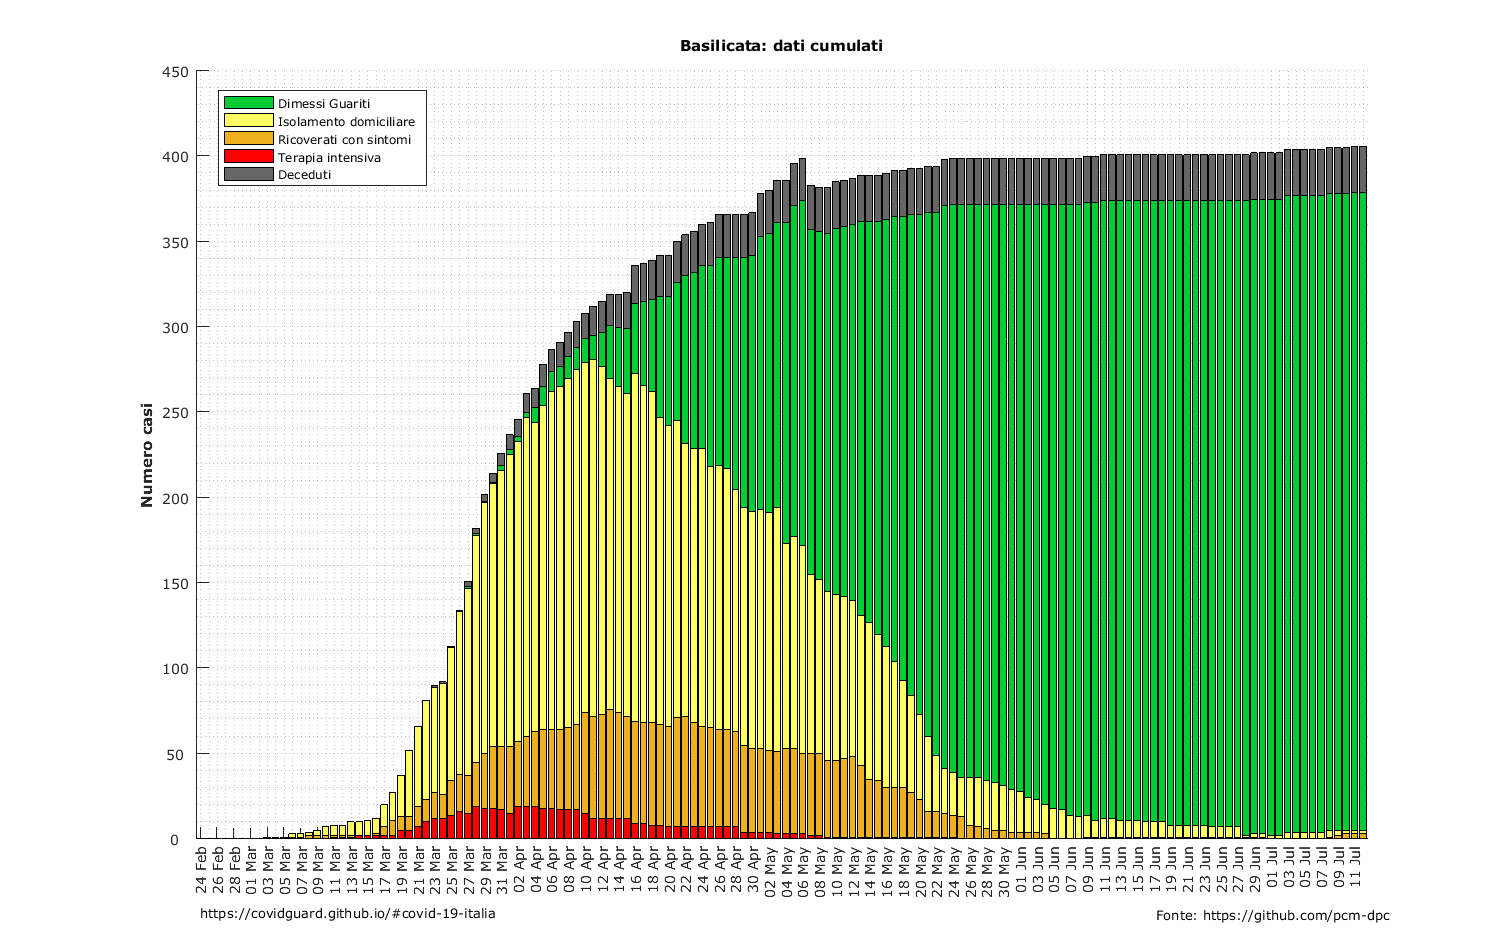 Basilicata: dati cumulati
450
400
350
300
250
200
150
100
50
0
Numero casi
Dimessi Guariti
Isolamento domiciliare
Ricoverati con sintomi
Terapia intensiva
Deceduti
24 Feb
26 Feb
28 Feb
01 Mar
03 Mar
05 Mar
07 Mar
09 Mar
11 Mar
13 Mar
15 Mar
17 Mar
19 Mar
21 Mar
23 Mar
25 Mar
27 Mar
29 Mar
31 Mar
02 Apr
04 Apr
06 Apr
08 Apr
10 Apr
12 Apr
14 Apr
16 Apr
18 Apr
20 Apr
22 Apr
24 Apr
26 Apr
28 Apr
30 Apr
02 May
04 May
06 May
08 May
10 May
12 May
14 May
16 May
18 May
20 May
22 May
24 May
26 May
28 May
30 May
01 Jun
03 Jun
05 Jun
07 Jun
09 Jun
11 Jun
13 Jun
15 Jun
17 Jun
19 Jun
21 Jun
23 Jun
25 Jun
27 Jun
29 Jun
01 Jul
03 Jul
05 Jul
07 Jul
09 Jul
11 Jul
https://covidguard.github.io/#covid-19-italia
Fonte: https://github.com/pcm-dpc